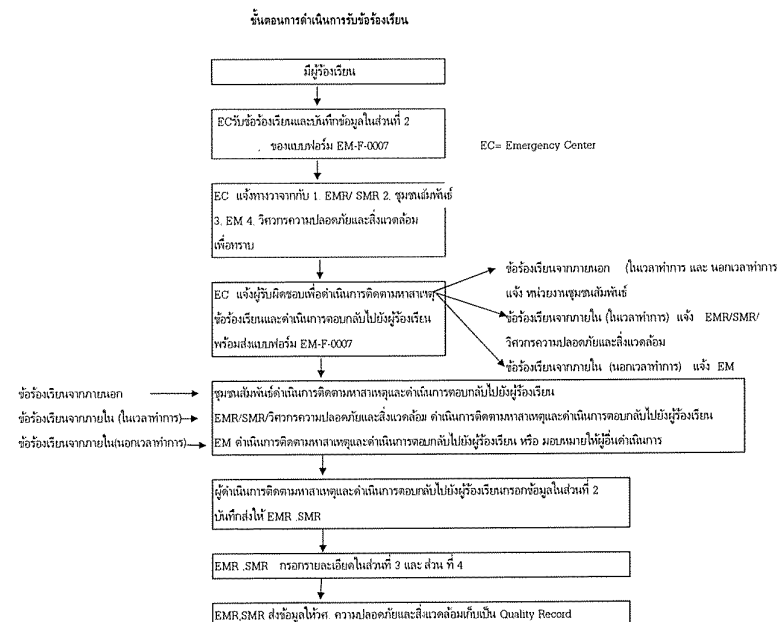 ขั้นตอนการดำเนินการรับข้อร้องเรียน
มีผู้ร้องเรียน
ECรับข้อร้องเรียนและบันทึกข้อมูลในส่วนที่ 2
ของแบบฟอร์ม EM-F-0007
EC= Emergency Center
EC แจ้งทางวาจากกับ 1. EMR/ SMR 2. ชุมชนสัมพันธ์
3. EM 4. วิศวกรความปลอดภัยและสิ่งแวดล้อม
เพื่อทราบ
EC แจ้งผู้รับผิดชอบเพื่อดำเนินการติดตามหาสาเหตุ
ข้อร้องเรียนและดำเนินการตอบกลับไปยังผู้ร้องเรียน
พร้อมส่งแบบฟอร์ม EM-F-0007
ข้อร้องเรียนจากภายนอก (ในเวลาทำการ และ นอกเวลาทำการ
แจ้ง หน่วยงานชุมชนสัมพันธ์
ข้อร้องเรียนจากภายใน (ในเวลาทำการ) แจ้ง EMR/SMR/
วิศวกรความปลอดภัยและสิ่งแวดล้อม
ข้อร้องเรียนจากภายใน (นอกเวลาทำการ) แจ้ง EM
ข้อร้องเรียนจากภายนอก
ข้อร้องเรียนจากภายใน (ในเวลาทำการ)
ข้อร้องเรียนจากภายใน(นอกเวลาทำการ)
ชุมชนสัมพันธ์ดำเนินการติดตามหาสาเหตุและดำเนินการตอบกลับไปยังผู้ร้องเรียน
EMR/SMR/วิศวกรความปลอดภัยและสิ่งแวดล้อม ดำเนินการติดตามหาสาเหตุและดำเนินการตอบกลับไปยังผู้ร้องเรียน
EM ดำเนินการติดตามหาสาเหตุและดำเนินการตอบกลับไปยังผู้ร้องเรียน หรือ มอบหมายให้ผู้อื่นดำเนินการ
ผู้ดำเนินการติดตามหาสาเหตุและดำเนินการตอบกลับไปยังผู้ร้องเรียนกรอกข้อมูลในส่วนที่ 2
บันทึกส่งให้ EMR ,SMR
EMR ,SMR กรอกรายละเอียดในส่วนที่ 3 และ ส่วน ที่ 4
EMR,SMR ส่งข้อมูลให้วศ. ความปลอดภัยและสิ่งแวดล้อมเก็บเป็น Quality Record